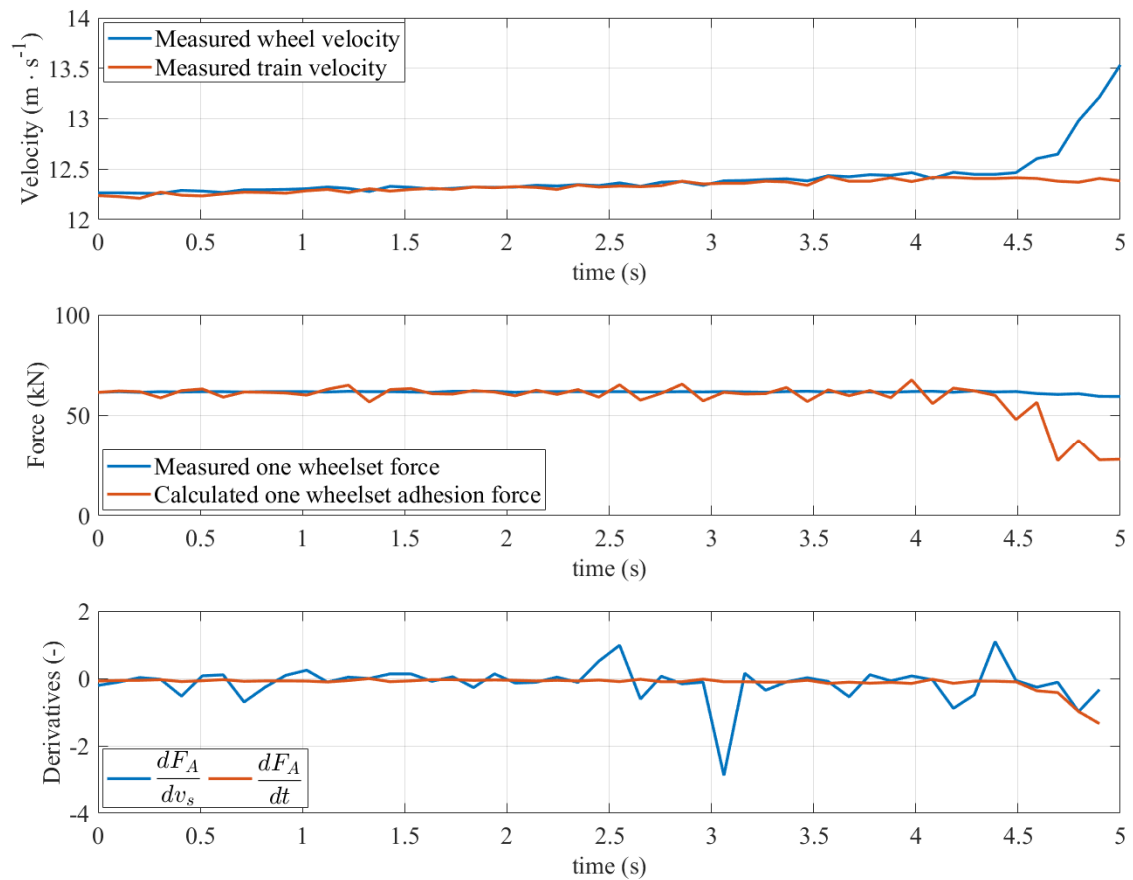 14
13.5
13
12.5
12
Velocity (m · s⁻¹)
Measured wheel velocity
Measured train velocity
0 0.5 1 1.5 2 2.5 3 3.5 4 4.5 5
time (s)
100
50
0
Force (kN)
Measured one wheelset force
Calculated one wheelset adhesion force
0 0.5 1 1.5 2 2.5 3 3.5 4 4.5 5
time (s)
2
0
-2
-4
Derivatives (-)
dF_A/dv_s dF_A/dt
0 0.5 1 1.5 2 2.5 3 3.5 4 4.5 5
time (s)